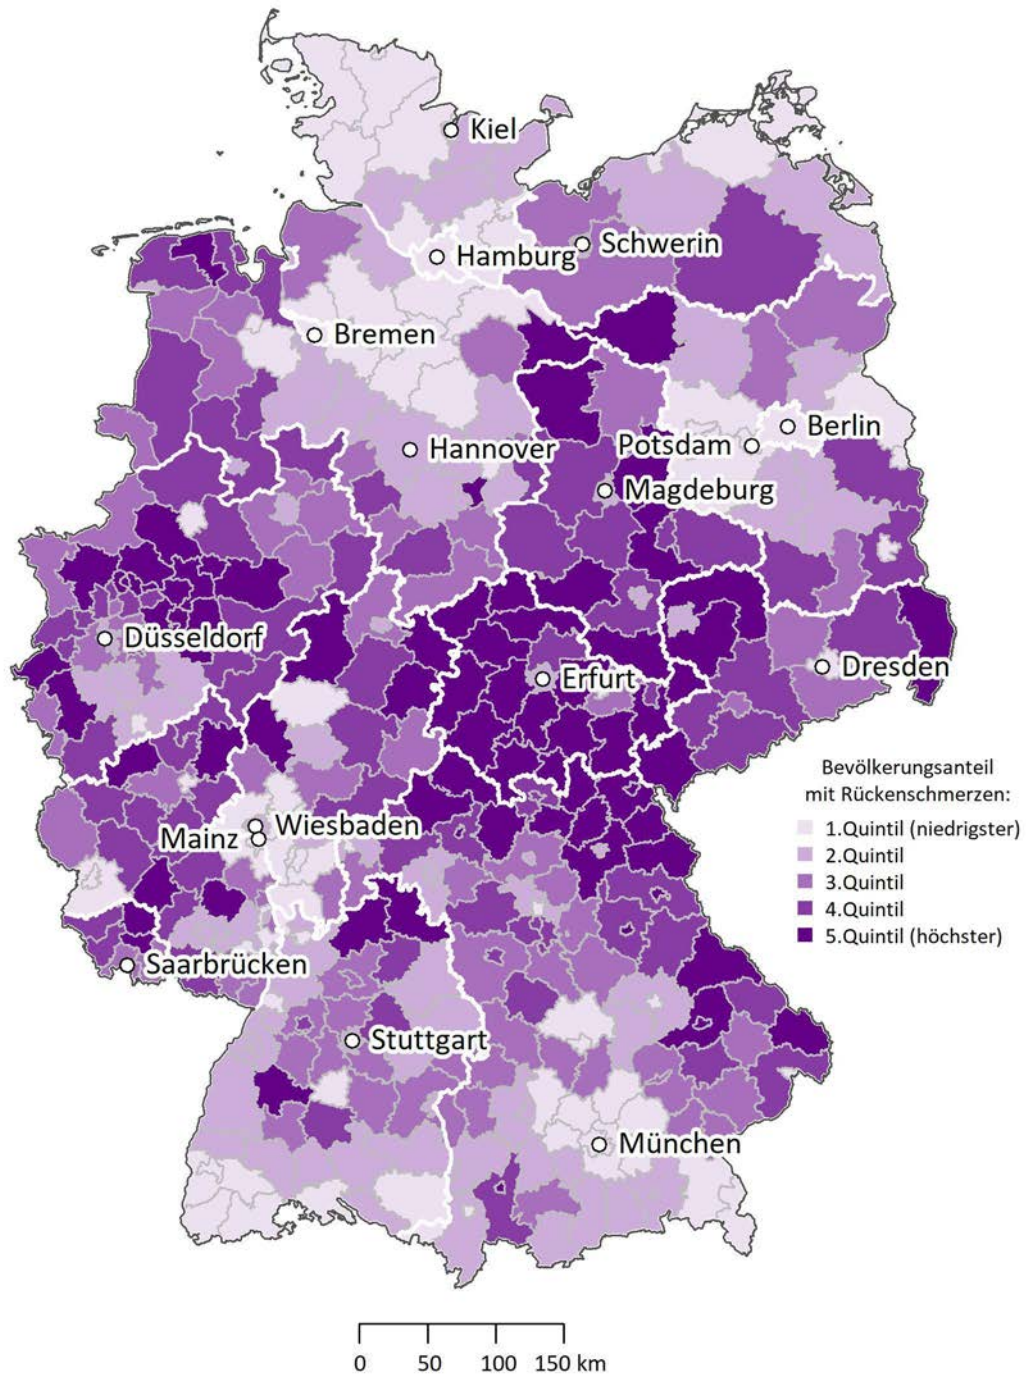 Kiel
Schwerin
Hamburg
Bremen
Berlin
Hannover
Potsdam
Magdeburg
Düsseldorf
Erfurt
Dresden
Bevölkerungsanteil
mit Rückenschmerzen:
1.Quintil (niedrigster)
2.Quintil
3.Quintil
4.Quintil
5.Quintil (höchster)
Wiesbaden
Mainz
Saarbrücken
Stuttgart
München
0 50 100 150 km